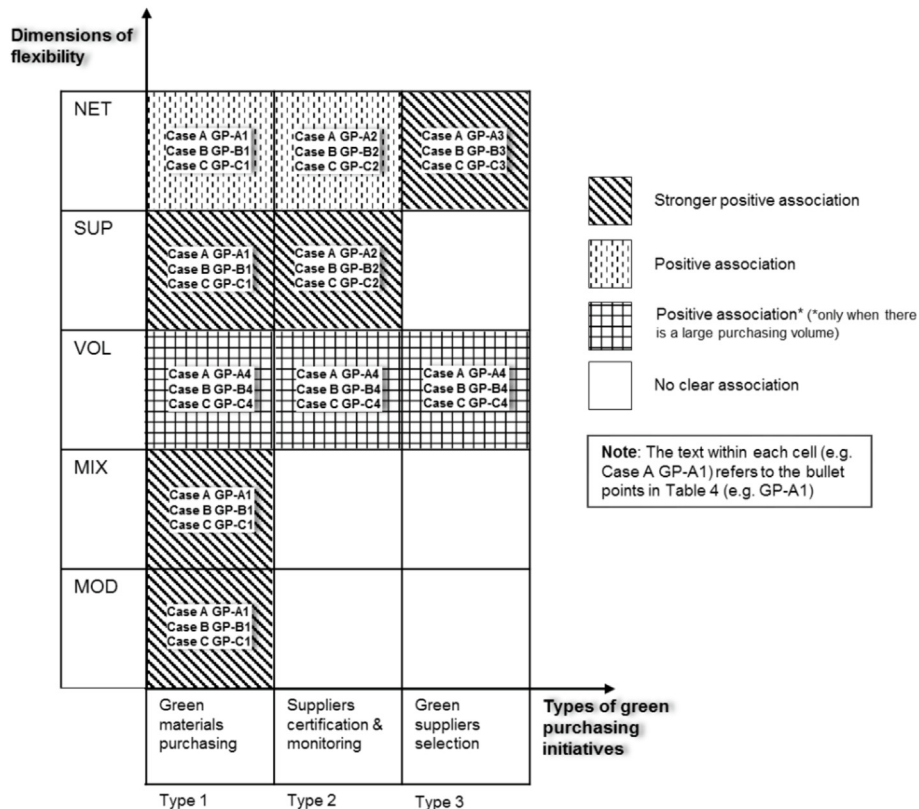 Dimensions of
flexibility
NET
Case A GP-A1
Case B GP-B1
Case C GP-C1
Case A GP-A2
Case B GP-B2
Case C GP-C2
Case A GP-A3
Case B GP-B3
Case C GP-C3
SUP
Case A GP-A1
Case B GP-B1
Case C GP-C1
Case A GP-A2
Case B GP-B2
Case C GP-C2
VOL
Case A GP-A4
Case B GP-B4
Case C GP-C4
Case A GP-A4
Case B GP-B4
Case C GP-C4
Case A GP-A4
Case B GP-B4
Case C GP-C4
MIX
Case A GP-A1
Case B GP-B1
Case C GP-C1
MOD
Case A GP-A1
Case B GP-B1
Case C GP-C1
Green
materials
purchasing
Suppliers
certification &
monitoring
Green
suppliers
selection
Types of green
purchasing
initiatives
Type 1
Type 2
Type 3
Stronger positive association
Positive association
Positive association* (*only when there
is a large purchasing volume)
No clear association
Note: The text within each cell (e.g.
Case A GP-A1) refers to the bullet
points in Table 4 (e.g. GP-A1)